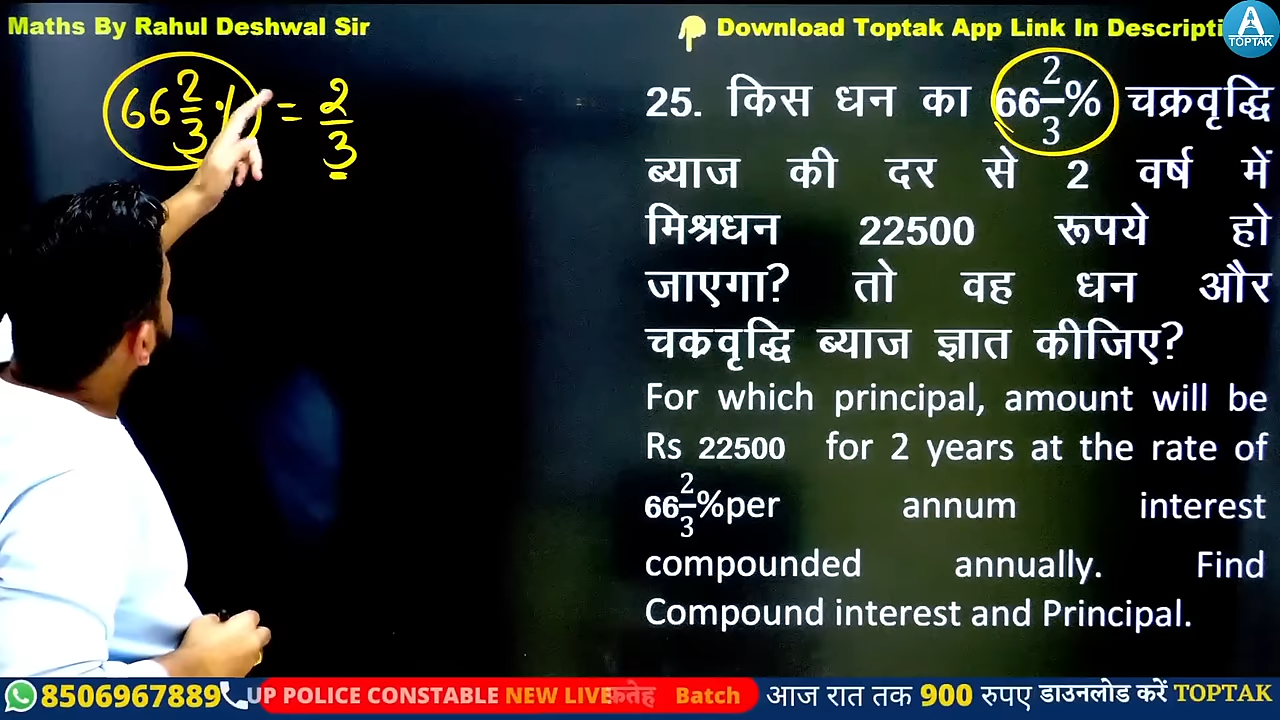 Maths By Rahul Deshwal Sir
Download Toptak App Link In Descripti
A
TOPTAK
66 2/3 % = 2/3
25. किस धन का 66 2/3% चक्रवृद्धि
ब्याज की दर से 2 वर्ष में
मिश्रधन 22500 रूपये हो
जाएगा? तो वह धन और
चकवृद्धि ब्याज ज्ञात कीजिए?
For which principal, amount will be
Rs 22500 for 2 years at the rate of
66 2/3%per annum interest
compounded annually. Find
Compound interest and Principal.
8506967889 UP POLICE CONSTABLE NEW LIVE फतेह Batch आज रात तक 900 रुपए डाउनलोड करें TOPTAK